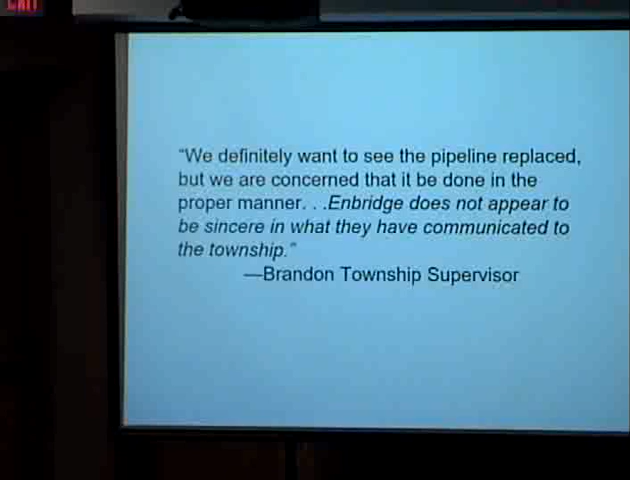 EXIT
"We definitely want to see the pipeline replaced,
but we are concerned that it be done in the
proper manner. . .Enbridge does not appear to
be sincere in what they have communicated to
the township."
—Brandon Township Supervisor